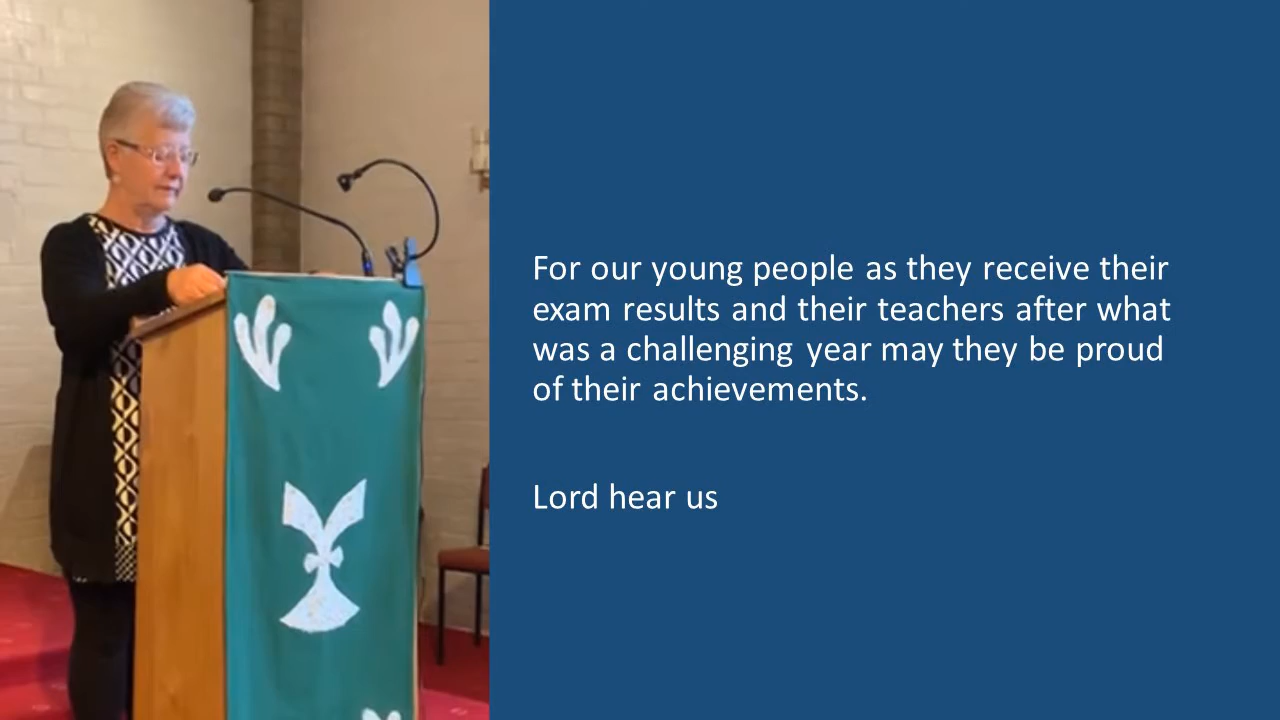 For our young people as they receive their
exam results and their teachers after what
was a challenging year may they be proud
of their achievements.
Lord hear us